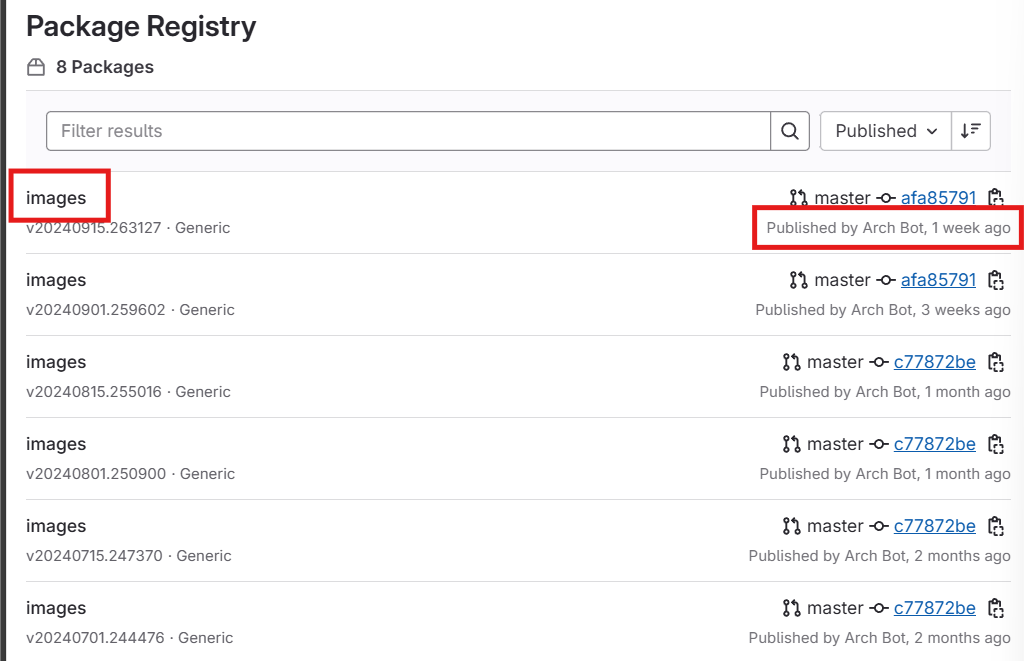 Package Registry
8 Packages
Filter results
Published
images
master afa85791
v20240915.263127 · Generic
Published by Arch Bot, 1 week ago
images
master afa85791
v20240901.259602 · Generic
Published by Arch Bot, 3 weeks ago
images
master c77872be
v20240815.255016 · Generic
Published by Arch Bot, 1 month ago
images
master c77872be
v20240801.250900 · Generic
Published by Arch Bot, 1 month ago
images
master c77872be
v20240715.247370 · Generic
Published by Arch Bot, 2 months ago
images
master c77872be
v20240701.244476 · Generic
Published by Arch Bot, 2 months ago